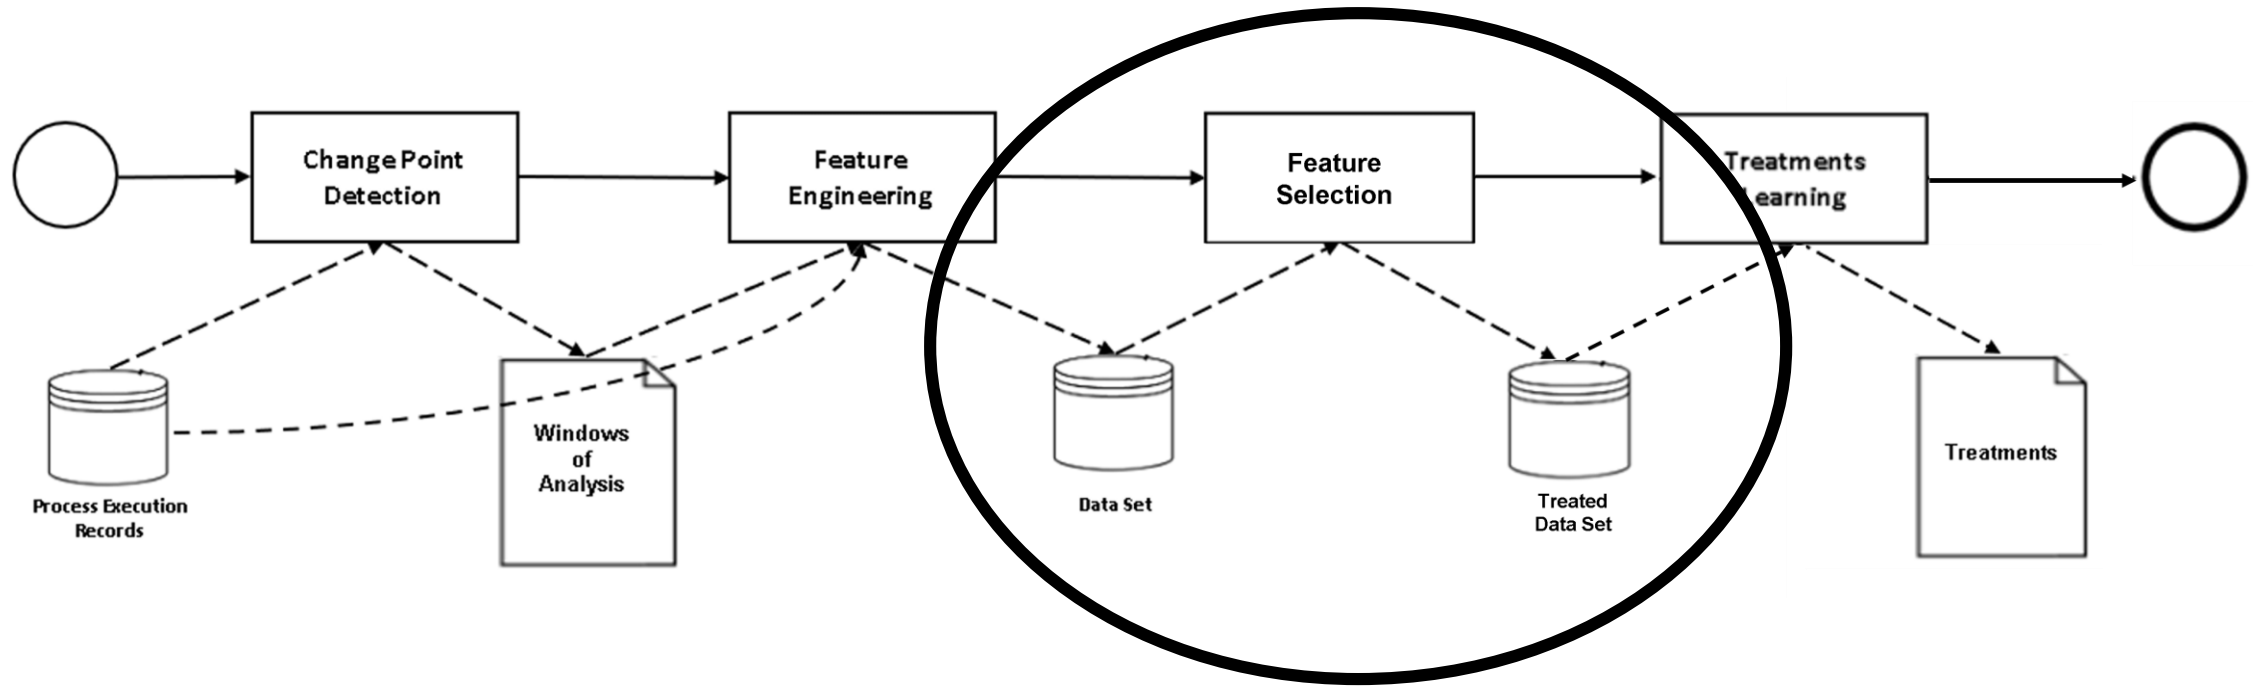 Change Point
Detection
Feature
Engineering
Feature
Selection
Treatments
Learning
Process Execution
Records
Windows
of
Analysis
Data Set
Treated
Data Set
Treatments